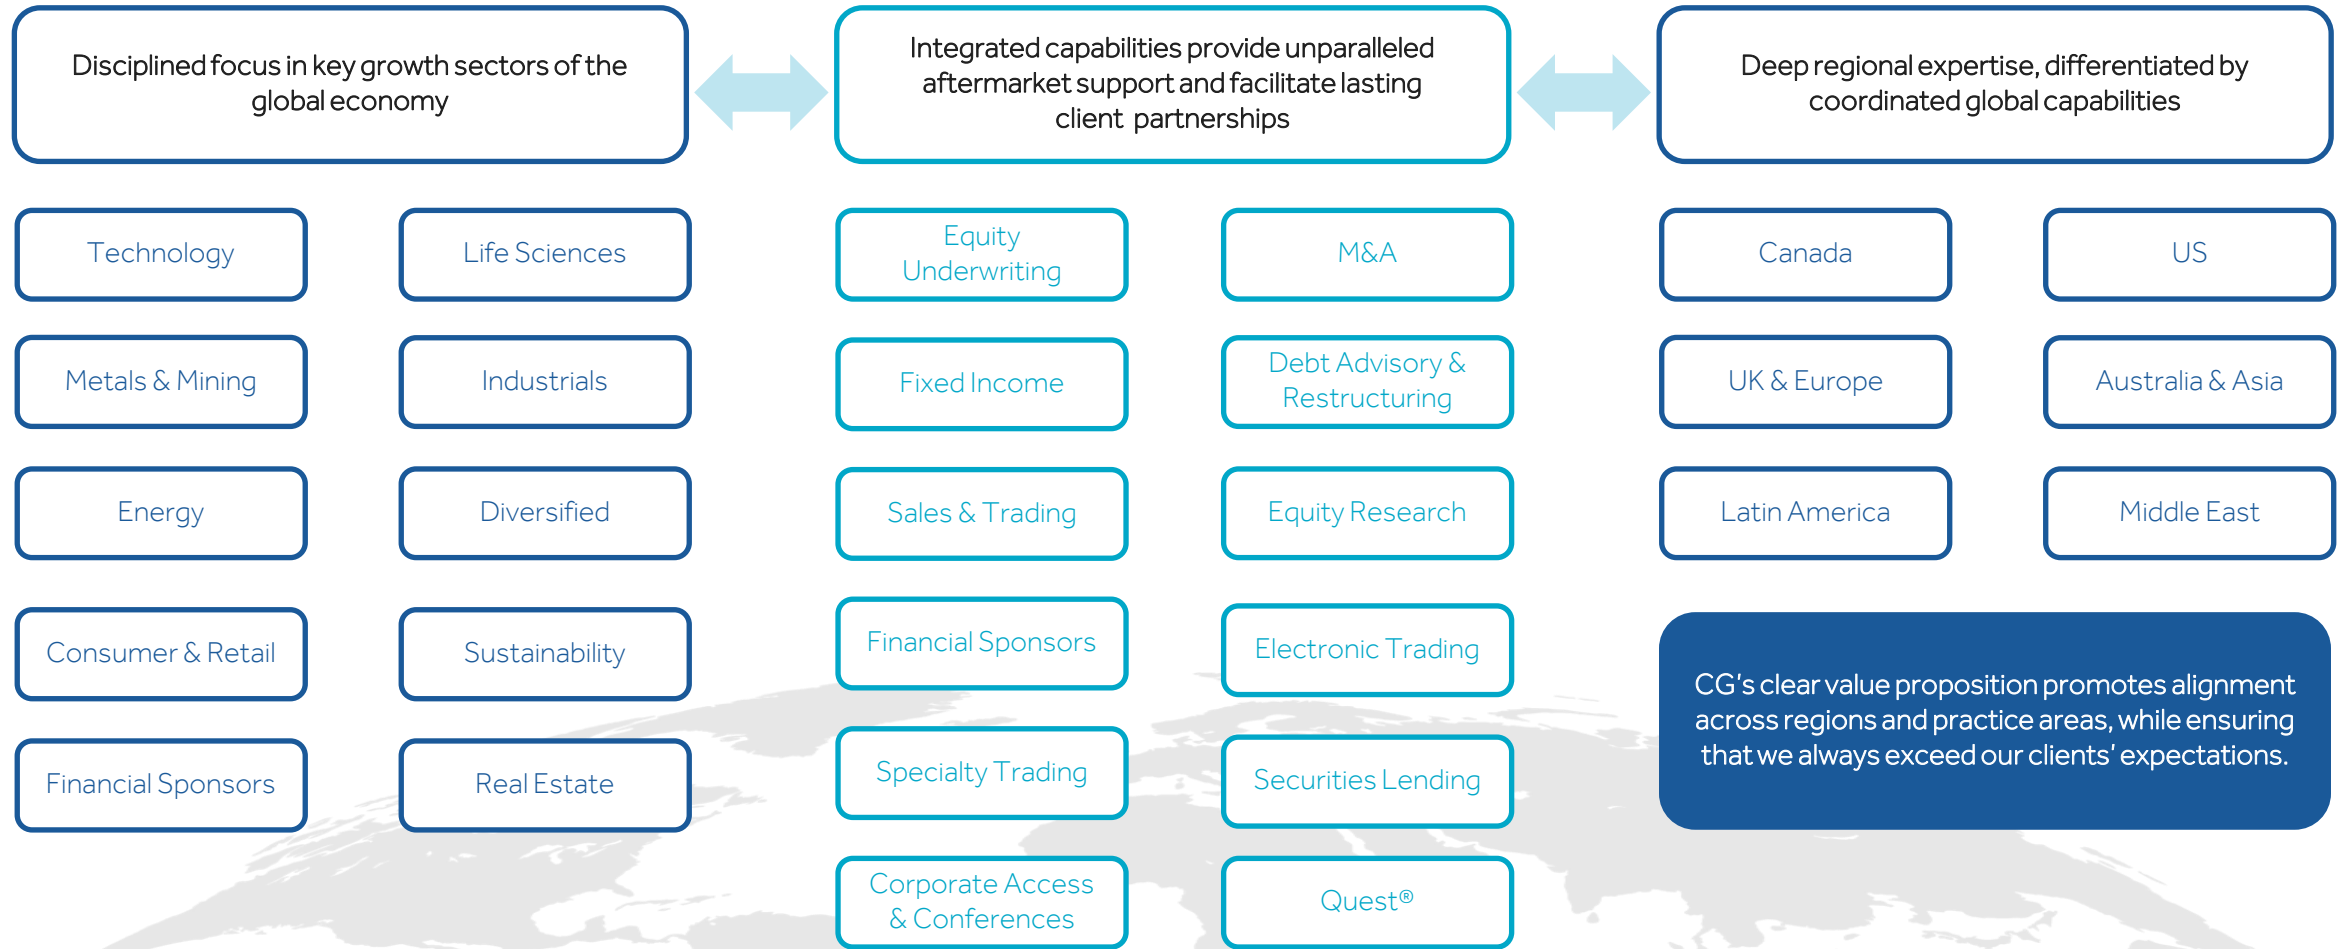 Disciplined focus in key growth sectors of the
global economy
Integrated capabilities provide unparalleled
aftermarket support and facilitate lasting
client partnerships
Deep regional expertise, differentiated by
coordinated global capabilities
Technology
Life Sciences
Metals & Mining
Industrials
Energy
Diversified
Consumer & Retail
Sustainability
Financial Sponsors
Real Estate
Equity
Underwriting
M&A
Fixed Income
Debt Advisory &
Restructuring
Sales & Trading
Equity Research
Financial Sponsors
Electronic Trading
Specialty Trading
Securities Lending
Corporate Access
& Conferences
Quest®
Canada
US
UK & Europe
Australia & Asia
Latin America
Middle East
CG's clear value proposition promotes alignment
across regions and practice areas, while ensuring
that we always exceed our clients' expectations.